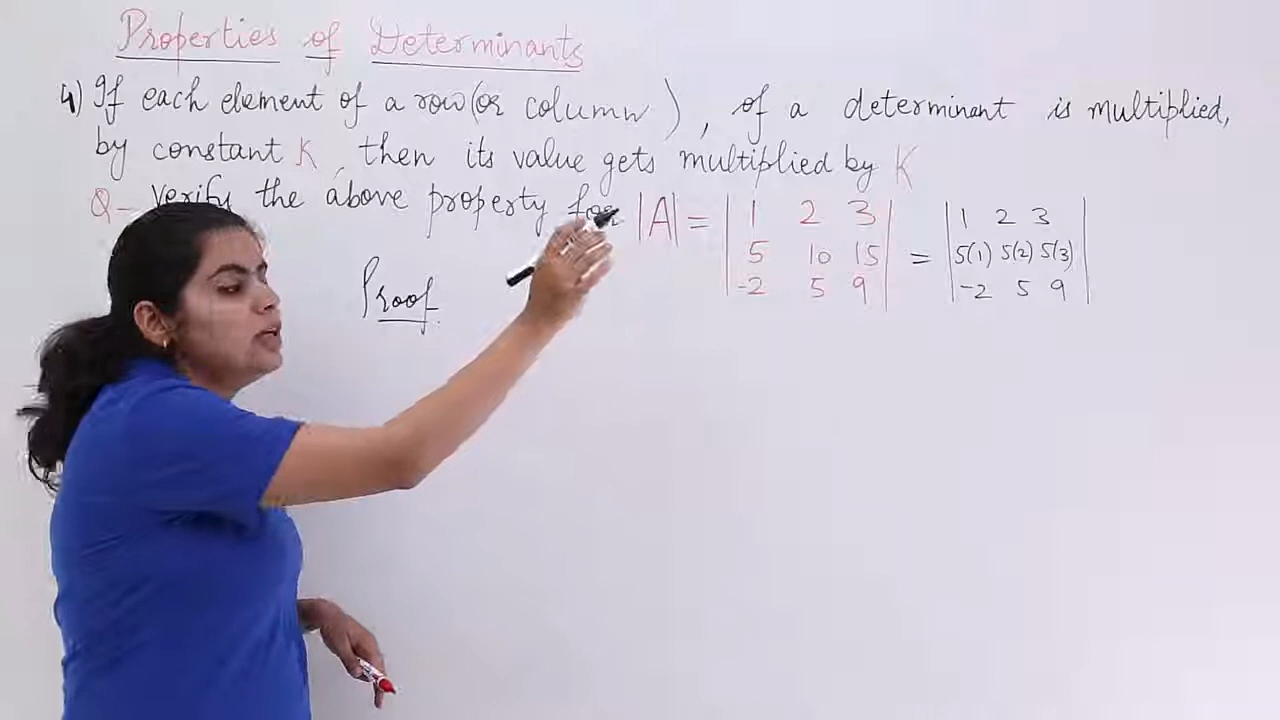 Properties of Determinants
4) If each element of a row (or column), of a determinant is multiplied,
by constant K, then its value gets multiplied by K
Q- Verify the above property for |A| = | 1 2 3 | = | 1 2 3 |
| 5 10 15 | | 5(1) 5(2) 5(3) |
| -2 5 9 | | -2 5 9 |
Proof